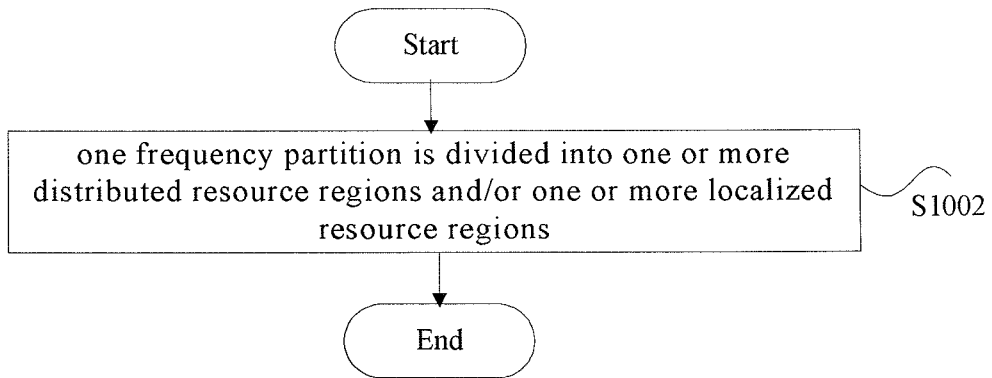 Start
one frequency partition is divided into one or more
distributed resource regions and/or one or more localized
resource regions
S1002
End